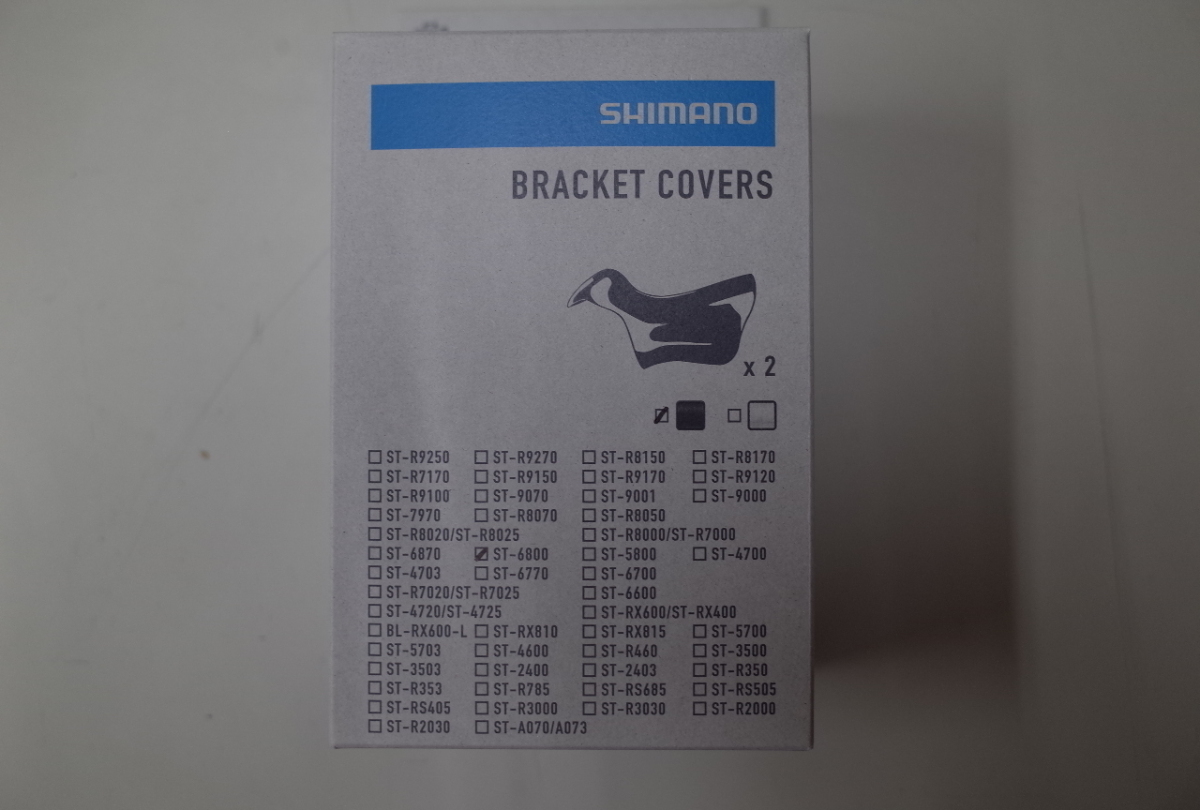 SHIMANO
BRACKET COVERS
x 2
ST-R9250 ST-R9270 ST-R8150 ST-R8170
ST-R7170 ST-R9150 ST-R9170 ST-R9120
ST-R9100 ST-9070 ST-9001 ST-9000
ST-7970 ST-R8070 ST-R8050
ST-R8020/ST-R8025 ST-R8000/ST-R7000
ST-6870 ST-6800 ST-5800 ST-4700
ST-4703 ST-6770 ST-6700
ST-R7020/ST-R7025 ST-6600
ST-4720/ST-4725 ST-RX600/ST-RX400
BL-RX600-L ST-RX810 ST-RX815 ST-5700
ST-5703 ST-4600 ST-R460 ST-3500
ST-3503 ST-2400 ST-2403 ST-R350
ST-R353 ST-R785 ST-RS685 ST-RS505
ST-RS405 ST-R3000 ST-R3030 ST-R2000
ST-R2030 ST-A070/A073